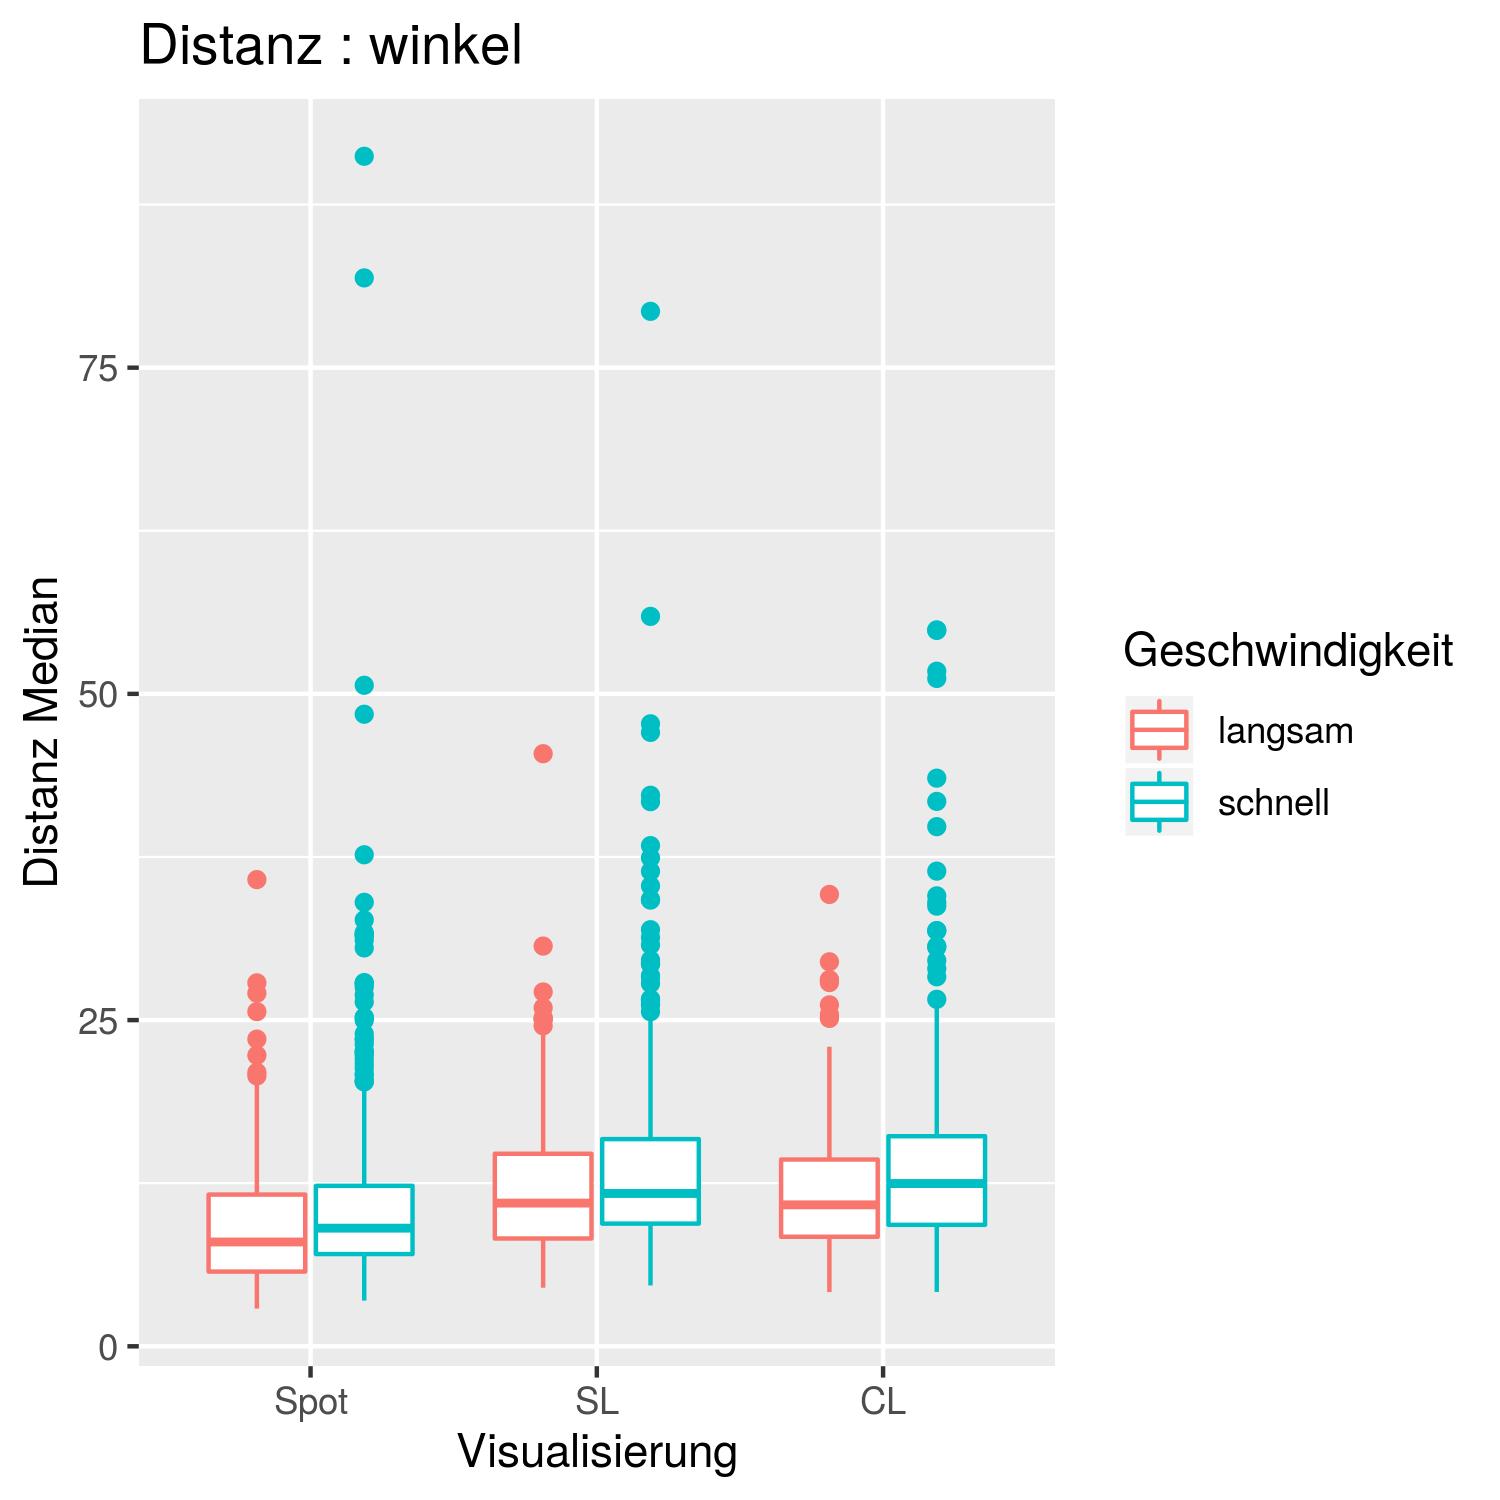 Distanz : winkel
Distanz Median
75
50
25
0
Spot
SL
CL
Visualisierung
Geschwindigkeit
langsam
schnell